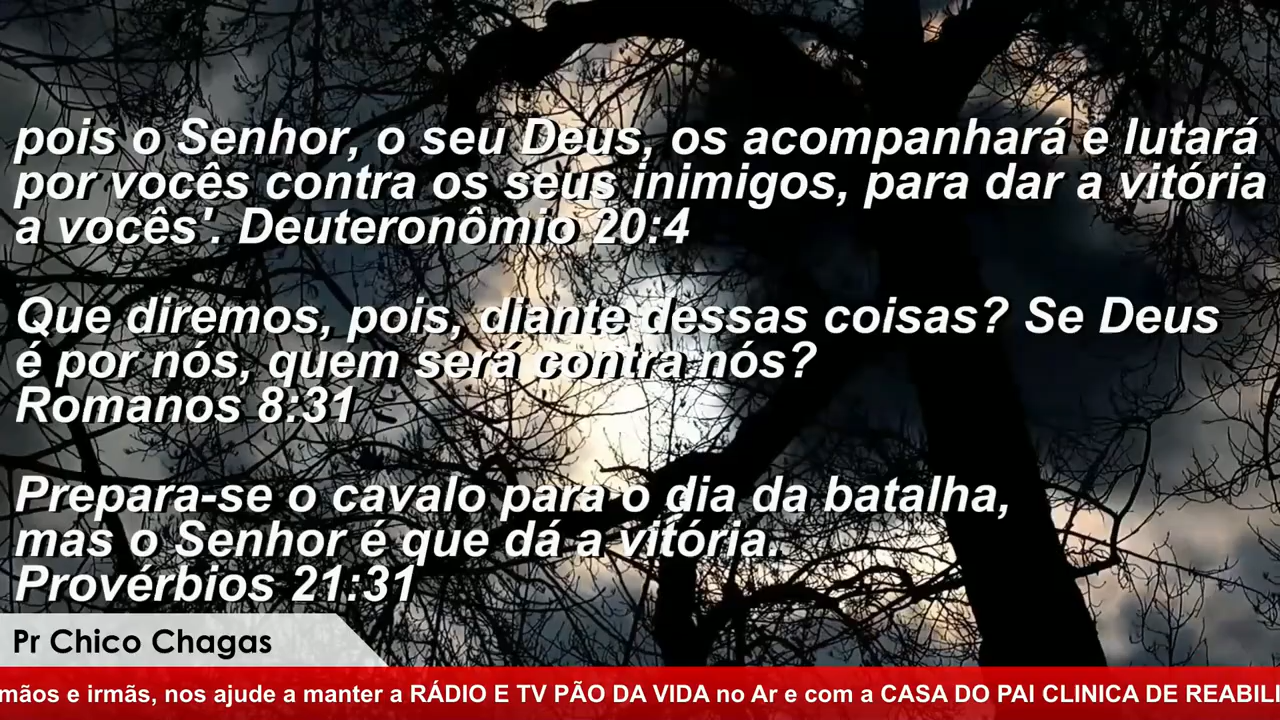 pois o Senhor, o seu Deus, os acompanhará e lutará
por vocês contra os seus inimigos, para dar a vitória
a vocês'. Deuteronômio 20:4
Que diremos, pois, diante dessas coisas? Se Deus
é por nós, quem será contra nós?
Romanos 8:31
Prepara-se o cavalo para o dia da batalha,
mas o Senhor é que dá a vitória.
Provérbios 21:31
Pr Chico Chagas
mãos e irmãs, nos ajude a manter a RÁDIO E TV PÃO DA VIDA no Ar e com a CASA DO PAI CLINICA DE REABILI